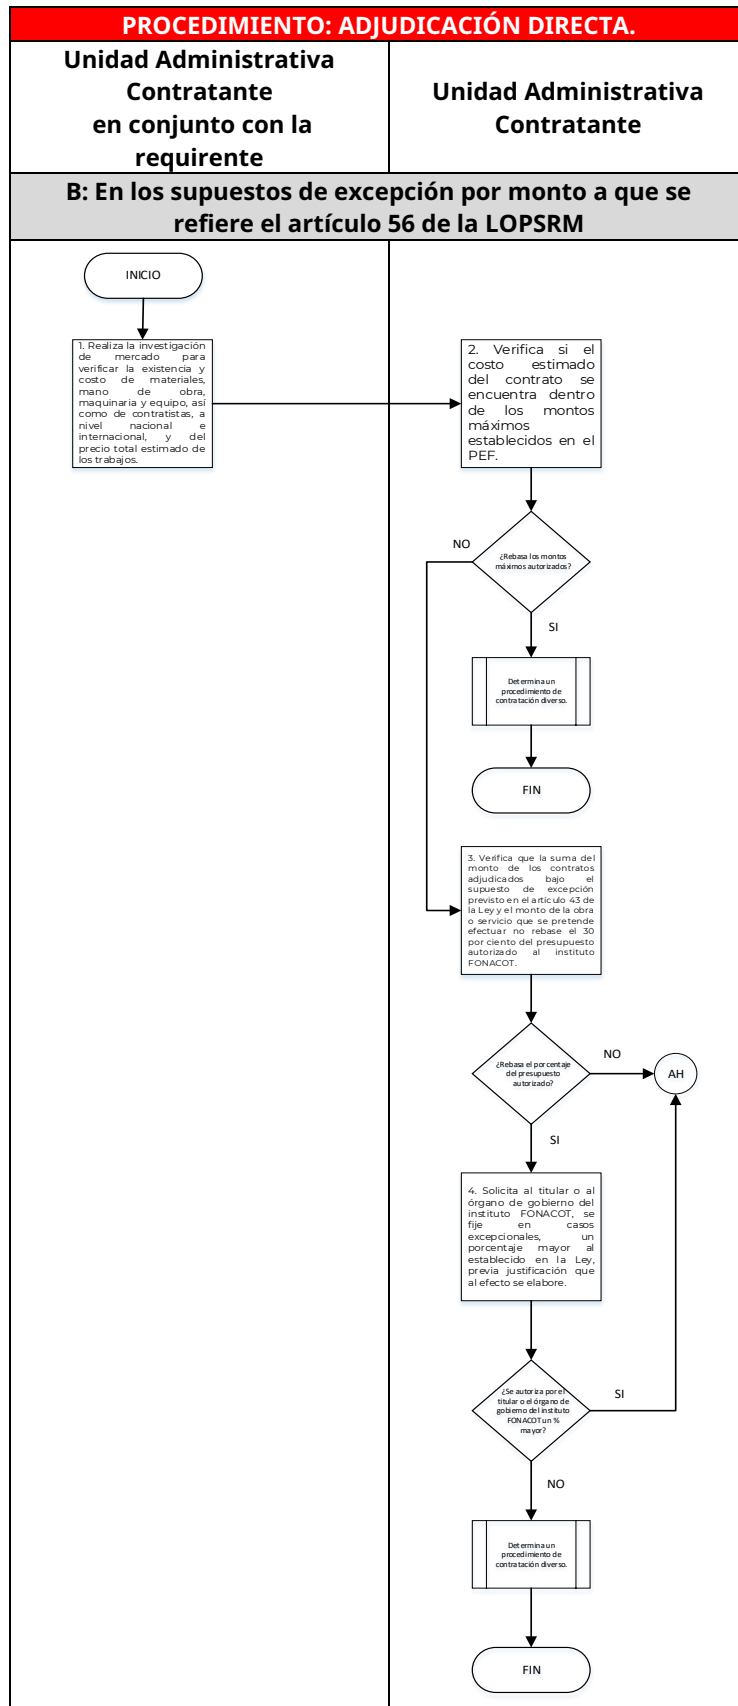 PROCEDIMIENTO: ADJUDICACIÓN DIRECTA.
Unidad Administrativa
Contratante
en conjunto con la
requirente
Unidad Administrativa
Contratante
B: En los supuestos de excepción por monto a que se
refiere el artículo 56 de la LOPSRM
INICIO
1. Realiza la investigación
de mercado para
verificar la existencia y
costo de materiales,
mano de obra,
maquinaria y equipo, así
como de contratistas, a
nivel nacional e
internacional, y del
precio total estimado de
los trabajos.
2. Verifica si el
costo estimado
del contrato se
encuentra dentro
de los montos
máximos
establecidos en el
PEF.
¿Rebasa los montos
máximos autorizados?
NO
SI
Determina un
procedimiento de
contratación diverso.
FIN
3. Verifica que la suma del
monto de los contratos
adjudicados bajo el
supuesto de excepción
previsto en el artículo 43 de
la Ley y el monto de la obra
o servicio que se pretende
efectuar no rebase el 30
por ciento del presupuesto
autorizado al instituto
FONACOT.
¿Rebasa el porcentaje
del presupuesto
autorizado?
NO
AH
SI
4. Solicita al titular o al
órgano de gobierno del
instituto FONACOT, se
fije en casos
excepcionales, un
porcentaje mayor al
establecido en la Ley,
previa justificación que
al efecto se elabore.
¿Se autoriza por el
titular o el órgano de
gobierno del instituto
FONACOT un %
mayor?
SI
NO
Determina un
procedimiento de
contratación diverso.
FIN